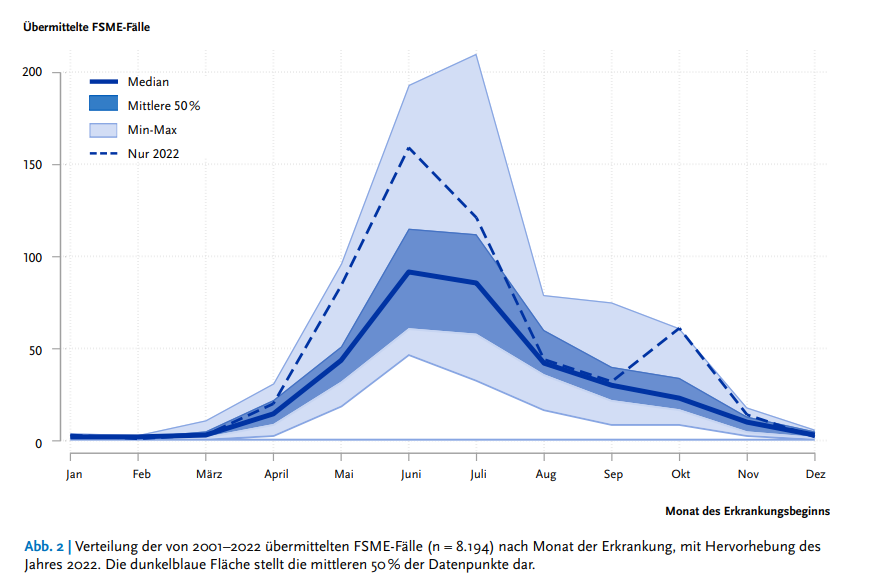 Übermittelte FSME-Fälle
200
150
100
50
0
Median
Mittlere 50 %
Min-Max
Nur 2022
Jan Feb März April Mai Juni Juli Aug Sep Okt Nov Dez
Monat des Erkrankungsbeginns
Abb. 2 | Verteilung der von 2001–2022 übermittelten FSME-Fälle (n = 8.194) nach Monat der Erkrankung, mit Hervorhebung des
Jahres 2022. Die dunkelblaue Fläche stellt die mittleren 50 % der Datenpunkte dar.